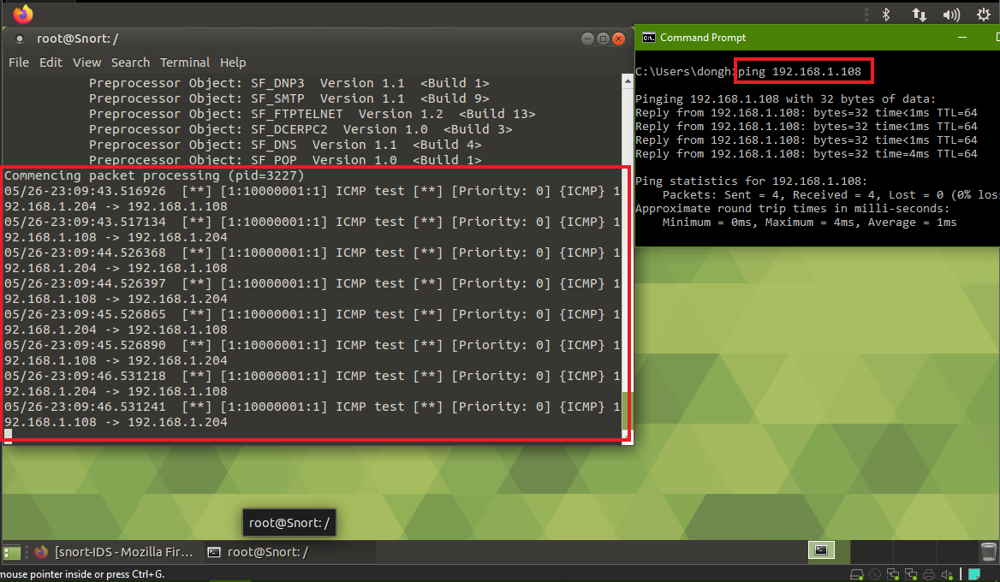 root@Snort: /
File Edit View Search Terminal Help
Preprocessor Object: SF_DNP3  Version 1.1  <Build 1>
Preprocessor Object: SF_SMTP  Version 1.1  <Build 9>
Preprocessor Object: SF_FTPTELNET  Version 1.2  <Build 13>
Preprocessor Object: SF_DCERPC2  Version 1.0  <Build 3>
Preprocessor Object: SF_DNS  Version 1.1  <Build 4>
Preprocessor Object: SF_POP  Version 1.0  <Build 1>
Commencing packet processing (pid=3227)
05/26-23:09:43.516926  [**] [1:10000001:1] ICMP test [**] [Priority: 0] {ICMP} 1
92.168.1.204 -> 192.168.1.108
05/26-23:09:43.517134  [**] [1:10000001:1] ICMP test [**] [Priority: 0] {ICMP} 1
92.168.1.108 -> 192.168.1.204
05/26-23:09:44.526368  [**] [1:10000001:1] ICMP test [**] [Priority: 0] {ICMP} 1
92.168.1.204 -> 192.168.1.108
05/26-23:09:44.526397  [**] [1:10000001:1] ICMP test [**] [Priority: 0] {ICMP} 1
92.168.1.108 -> 192.168.1.204
05/26-23:09:45.526865  [**] [1:10000001:1] ICMP test [**] [Priority: 0] {ICMP} 1
92.168.1.204 -> 192.168.1.108
05/26-23:09:45.526890  [**] [1:10000001:1] ICMP test [**] [Priority: 0] {ICMP} 1
92.168.1.108 -> 192.168.1.204
05/26-23:09:46.531218  [**] [1:10000001:1] ICMP test [**] [Priority: 0] {ICMP} 1
92.168.1.204 -> 192.168.1.108
05/26-23:09:46.531241  [**] [1:10000001:1] ICMP test [**] [Priority: 0] {ICMP} 1
92.168.1.108 -> 192.168.1.204
Command Prompt
C:\Users\dongh>ping 192.168.1.108
Pinging 192.168.1.108 with 32 bytes of data:
Reply from 192.168.1.108: bytes=32 time<1ms TTL=64
Reply from 192.168.1.108: bytes=32 time<1ms TTL=64
Reply from 192.168.1.108: bytes=32 time<1ms TTL=64
Reply from 192.168.1.108: bytes=32 time=4ms TTL=64
Ping statistics for 192.168.1.108:
Packets: Sent = 4, Received = 4, Lost = 0 (0% los
Approximate round trip times in milli-seconds:
Minimum = 0ms, Maximum = 4ms, Average = 1ms
root@Snort: /
[snort-IDS - Mozilla Fir...
root@Snort: /
mouse pointer inside or press Ctrl+G.